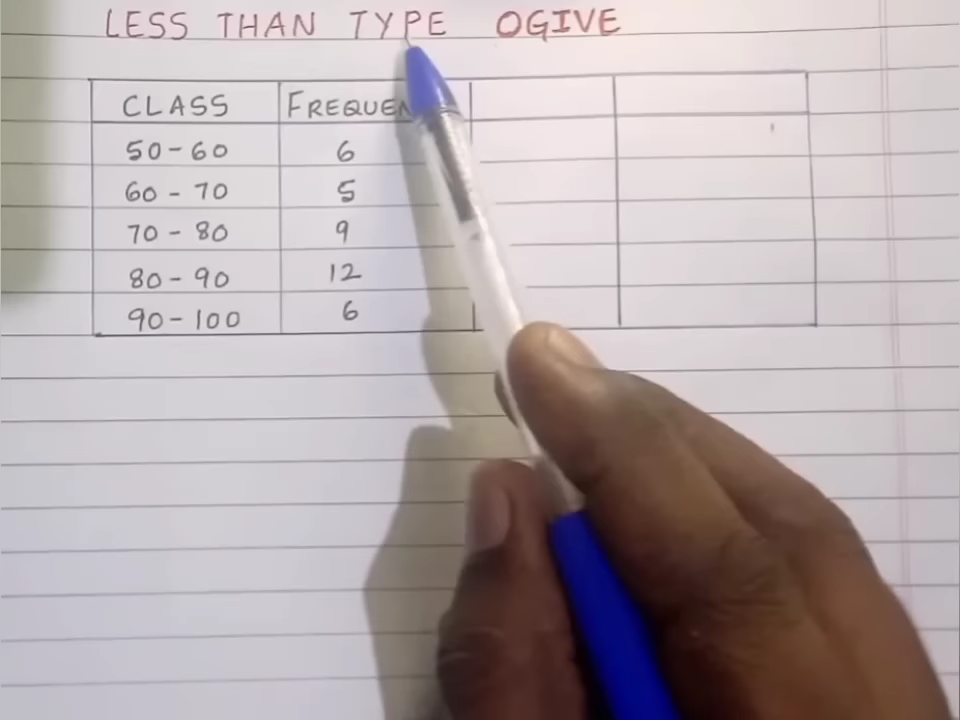 LESS THAN TYPE OGIVE
CLASS FREQUEN
50-60 6
60-70 5
70-80 9
80-90 12
90-100 6